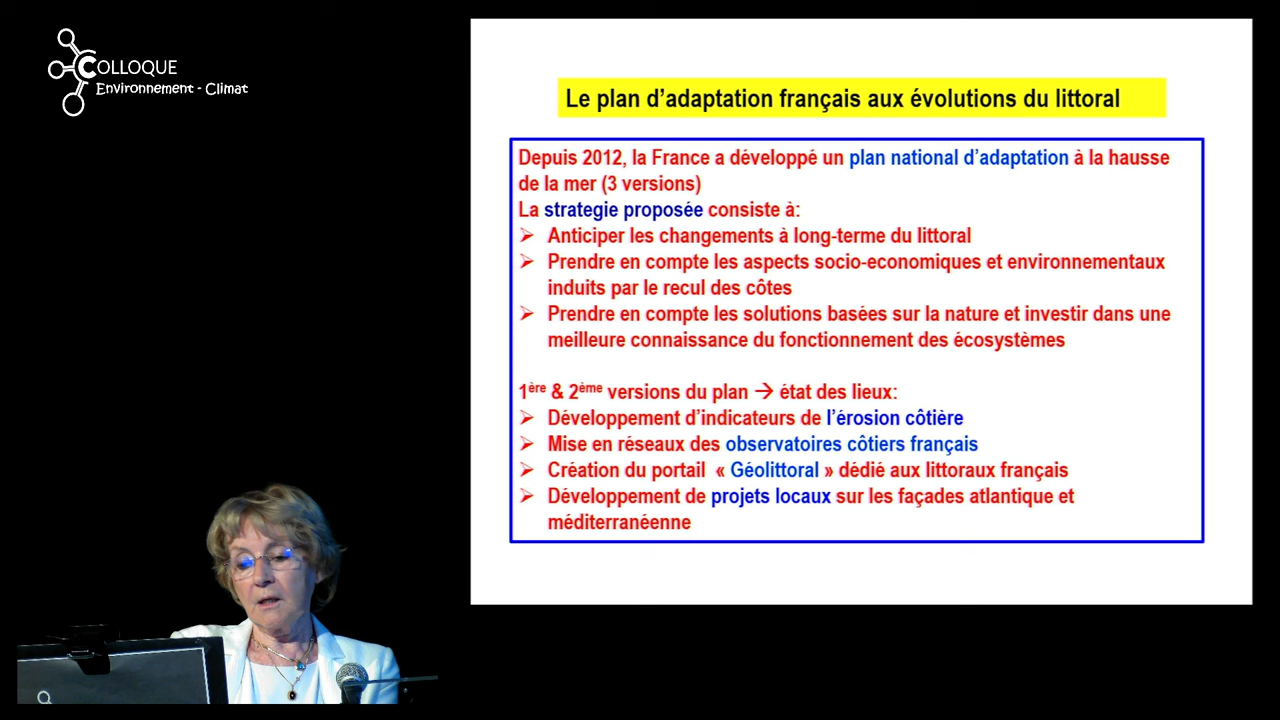 COLLOQUE
Environnement - Climat
Le plan d’adaptation français aux évolutions du littoral
Depuis 2012, la France a développé un plan national d’adaptation à la hausse
de la mer (3 versions)
La strategie proposée consiste à:
➢ Anticiper les changements à long-terme du littoral
➢ Prendre en compte les aspects socio-economiques et environnementaux
induits par le recul des côtes
➢ Prendre en compte les solutions basées sur la nature et investir dans une
meilleure connaissance du fonctionnement des écosystèmes
1ère & 2ème versions du plan → état des lieux:
➢ Développement d’indicateurs de l’érosion côtière
➢ Mise en réseaux des observatoires côtiers français
➢ Création du portail « Géolittoral » dédié aux littoraux français
➢ Développement de projets locaux sur les façades atlantique et
méditerranéenne